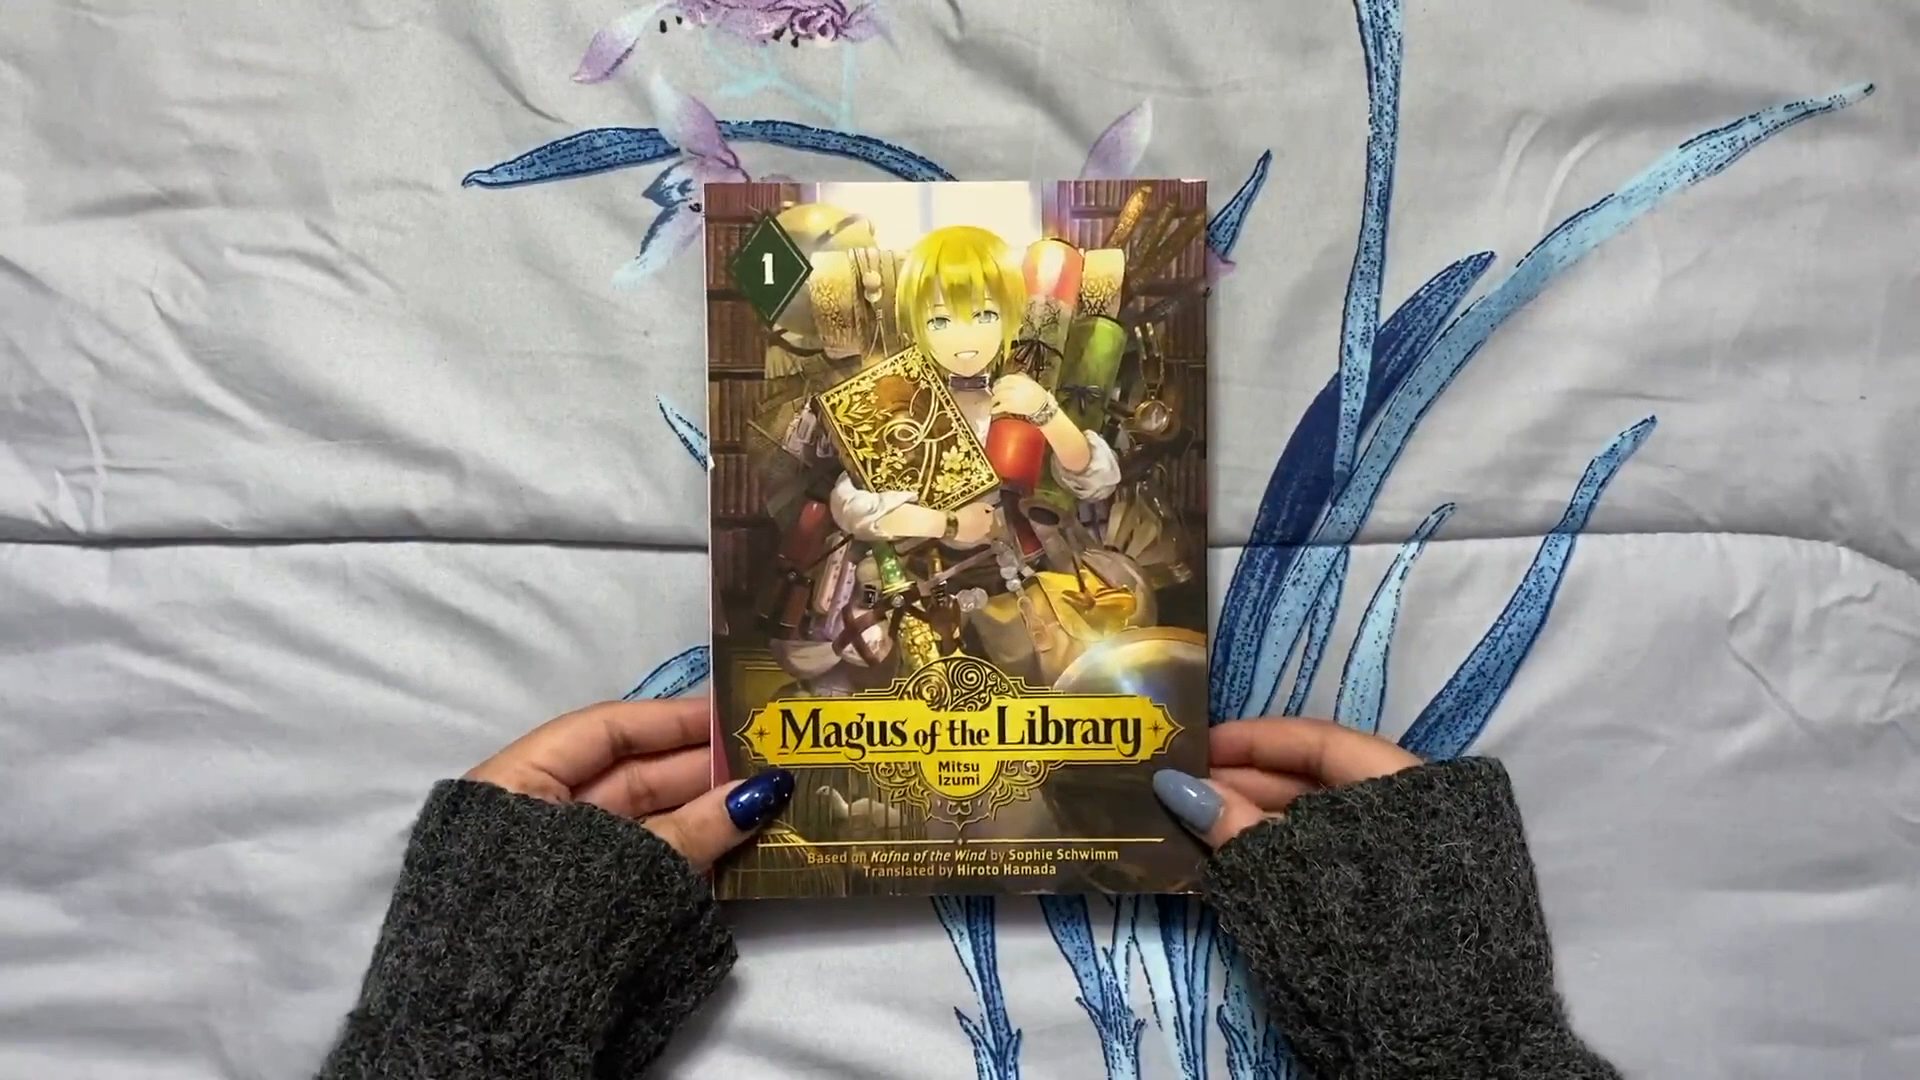 1
Magus of the Library
Mitsu
Izumi
Based on Kafna of the Wind by Sophie Schwimm
Translated by Hiroto Hamada